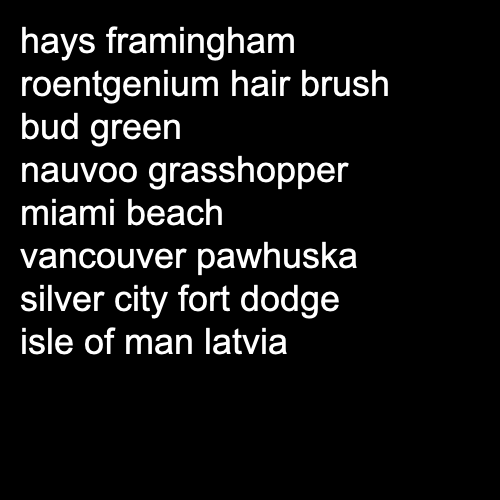 hays framingham
roentgenium hair brush
bud green
nauvoo grasshopper
miami beach
vancouver pawhuska
silver city fort dodge
isle of man latvia